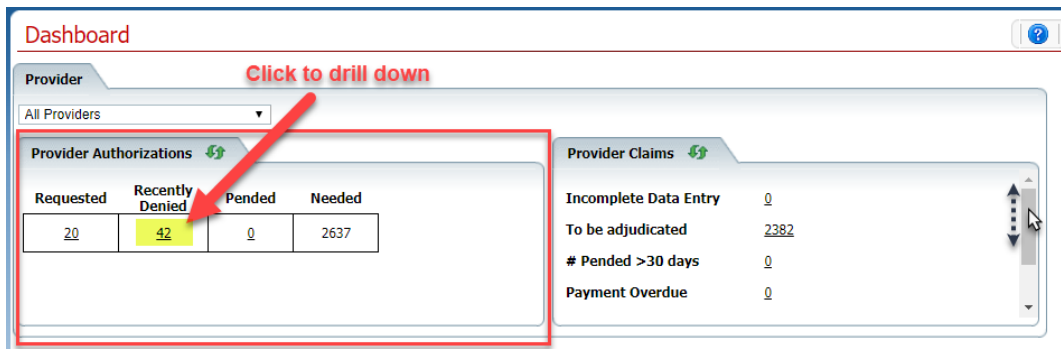 Dashboard
?
Provider
Click to drill down
All Providers
Provider Authorizations
Requested Recently Denied Pended Needed
20 42 0 2637
Provider Claims
Incomplete Data Entry 0
To be adjudicated 2382
# Pended >30 days 0
Payment Overdue 0